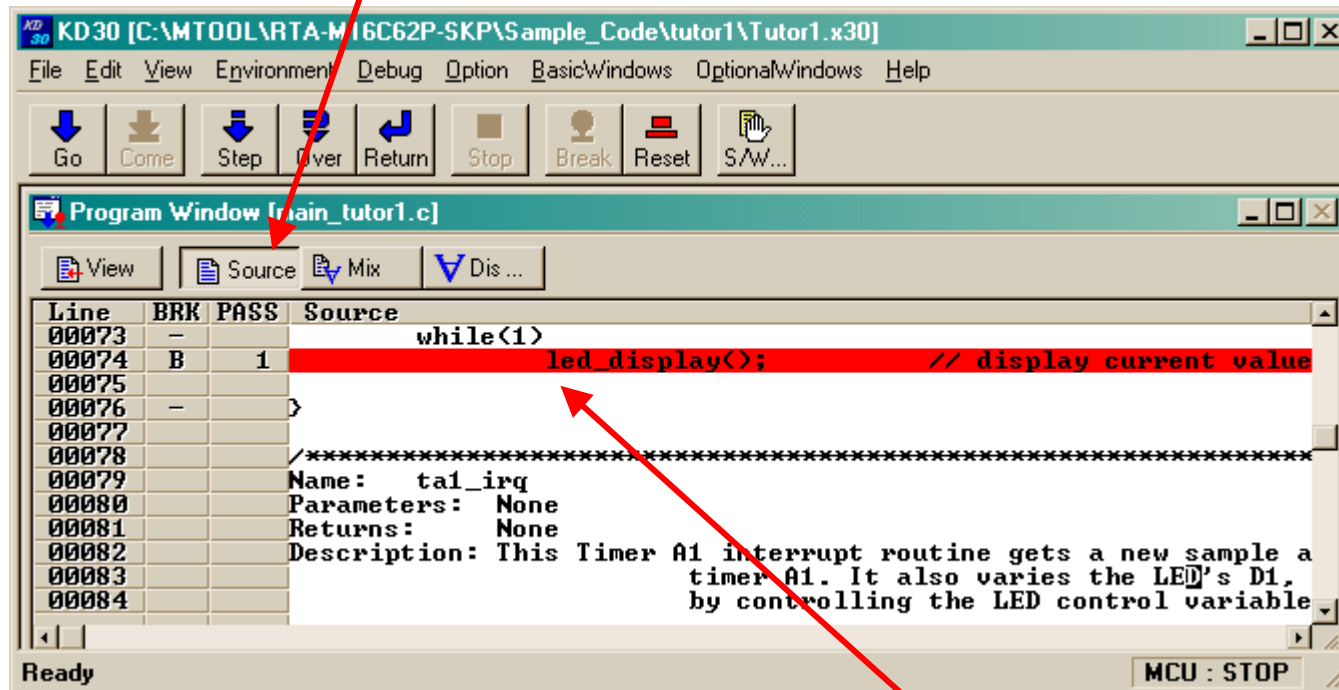 KD30 [C:\MTOOL\RTA-M16C62P-SKP\Sample_Code\tutor1\Tutor1.x30]
File Edit View Environment Debug Option BasicWindows OptionalWindows Help
Go Come Step Over Return Stop Break Reset S/W...
Program Window [main_tutor1.c]
View Source Mix Dis ...
Line BRK PASS Source
00073 – while(1)
00074 B 1 led_display(); // display current value
00075
00076 – }
00077
00078 /***************************************************************
00079 Name: ta1_irq
00080 Parameters: None
00081 Returns: None
00082 Description: This Timer A1 interrupt routine gets a new sample a
00083 timer A1. It also varies the LED's D1,
00084 by controlling the LED control variable
Ready MCU : STOP